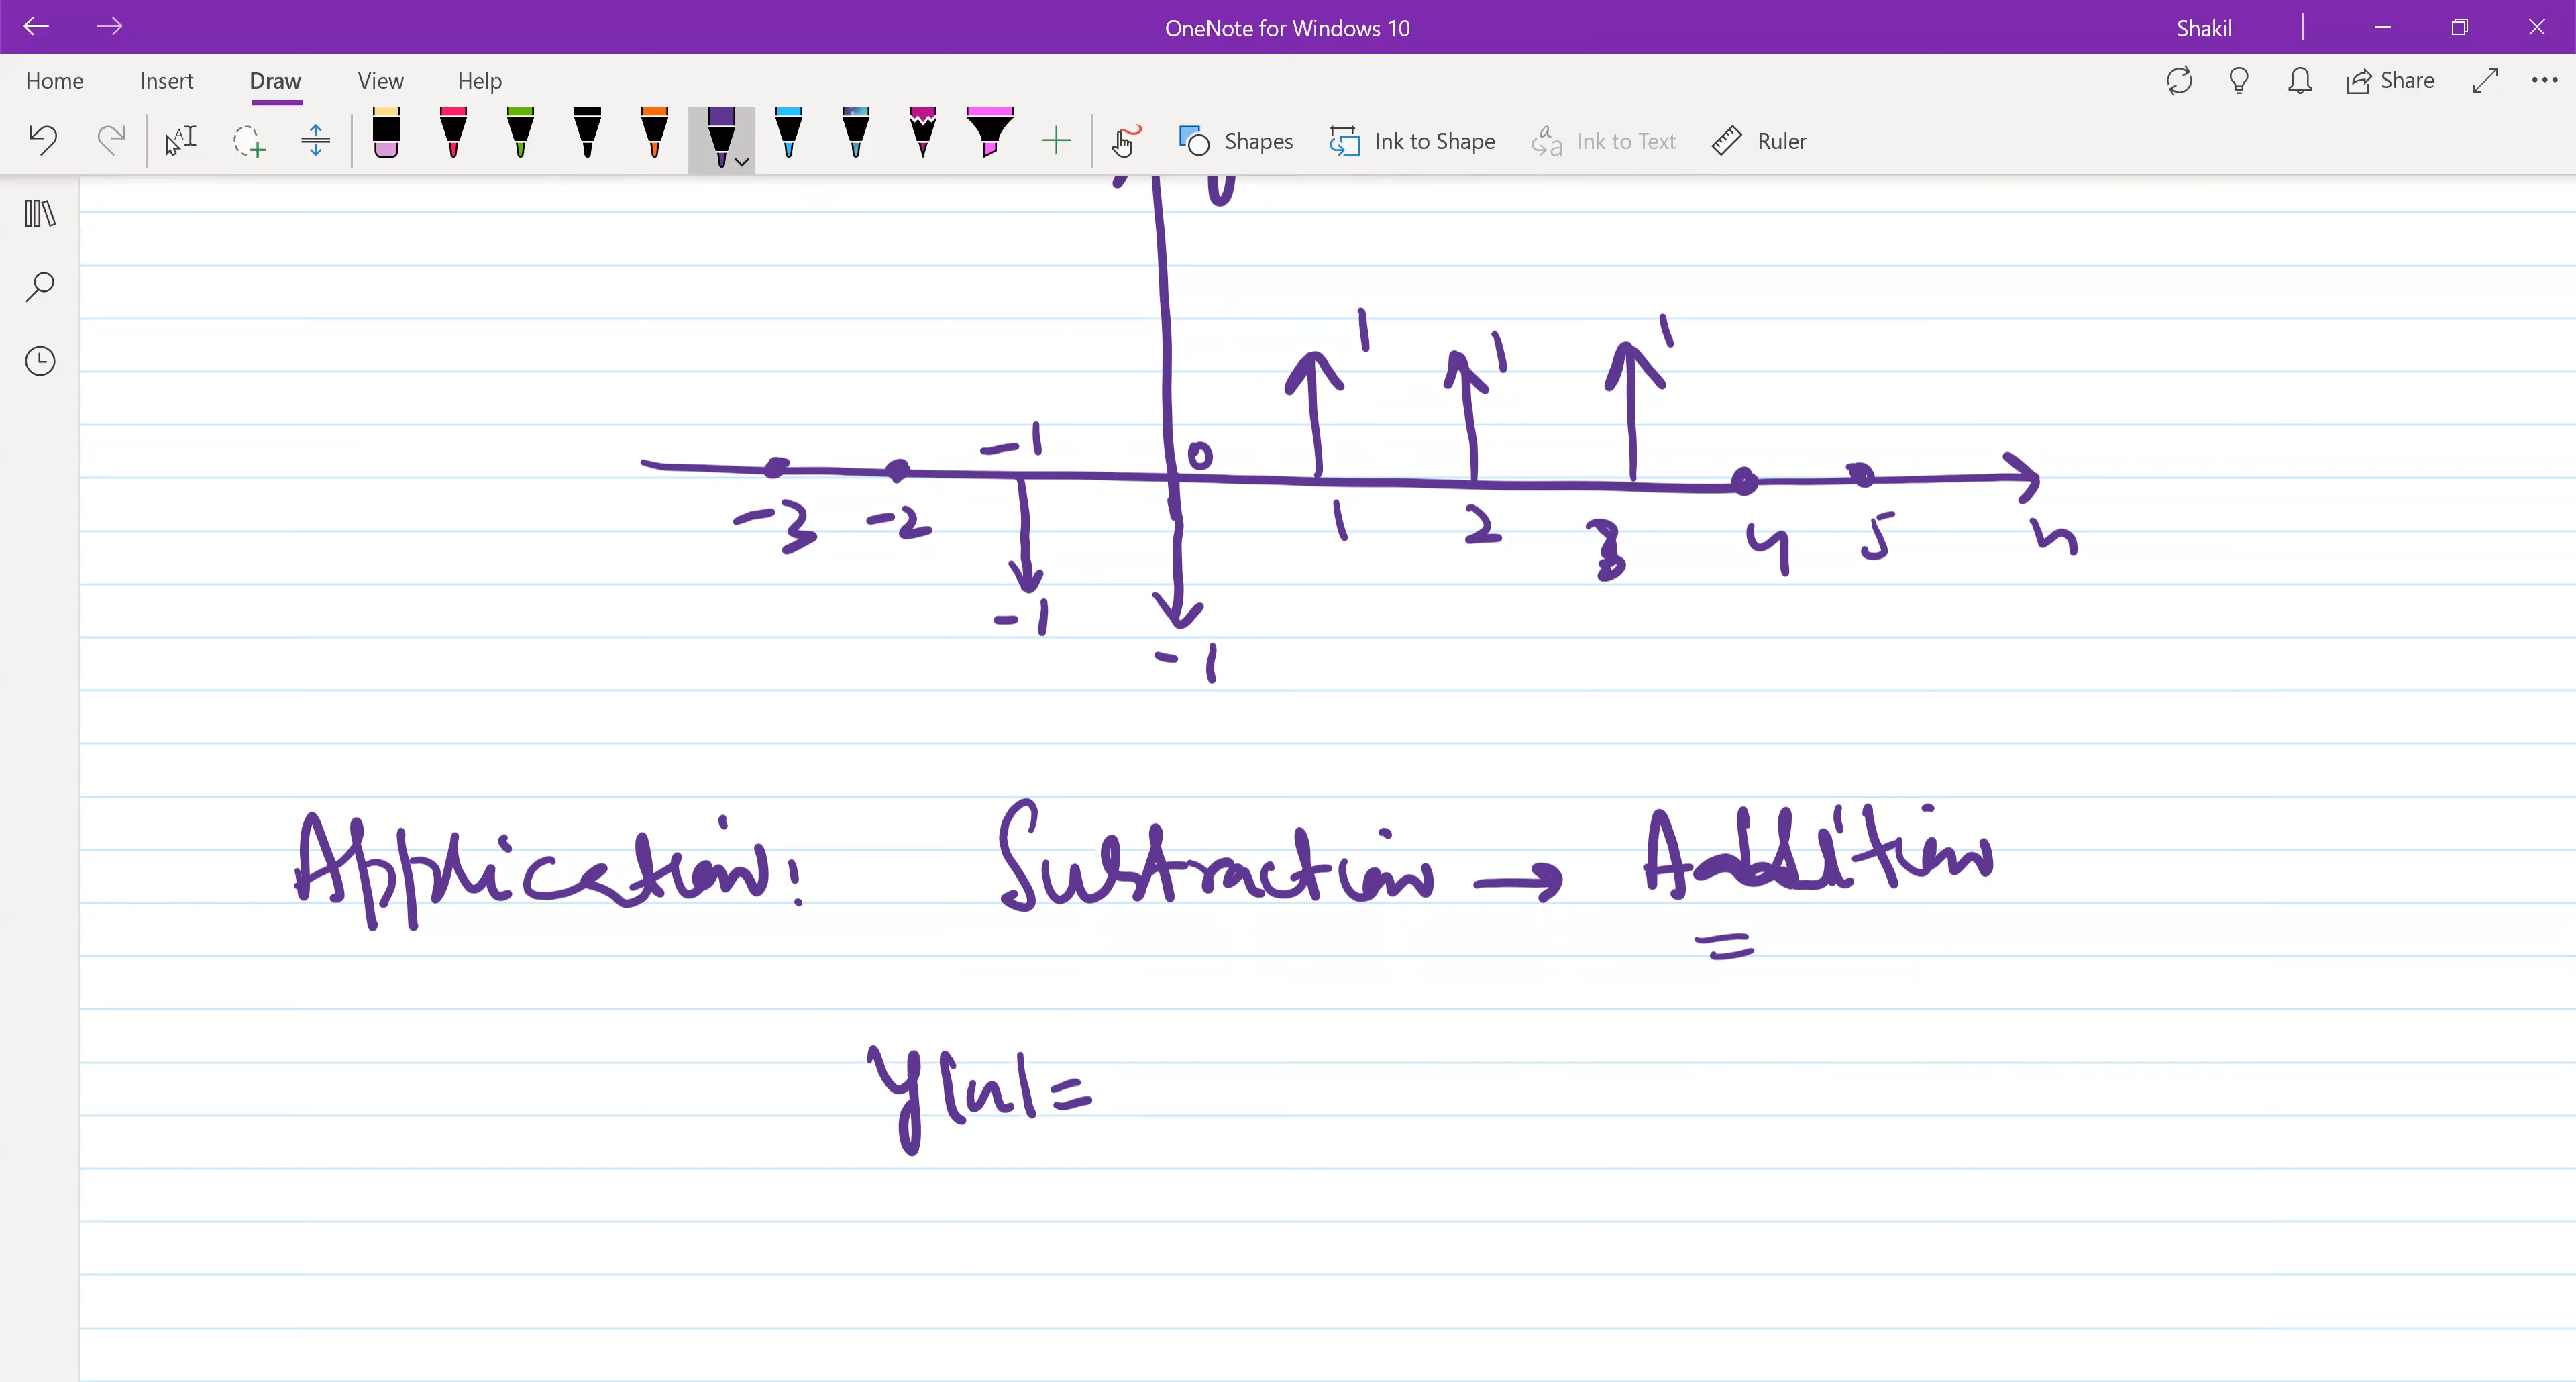 OneNote for Windows 10
Shakil
Home Insert Draw View Help
Share
Shapes Ink to Shape Ink to Text Ruler
1 1 1
-1 0
-3 -2 1 2 3 4 5 n
-1
-1
Application: Subtraction → Addition
=
y[n]=